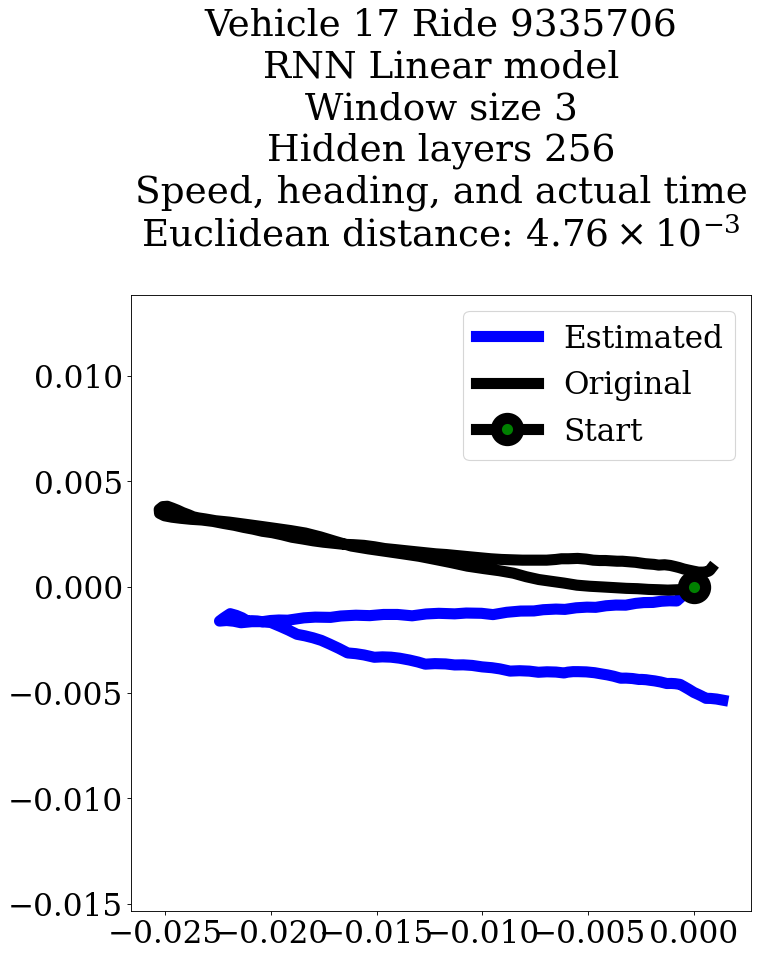 Vehicle 17 Ride 9335706
RNN Linear model
Window size 3
Hidden layers 256
Speed, heading, and actual time
Euclidean distance: 4.76 × 10⁻³
Estimated
Original
Start
0.010
0.005
0.000
−0.005
−0.010
−0.015
−0.025 −0.020 −0.015 −0.010 −0.005 0.000